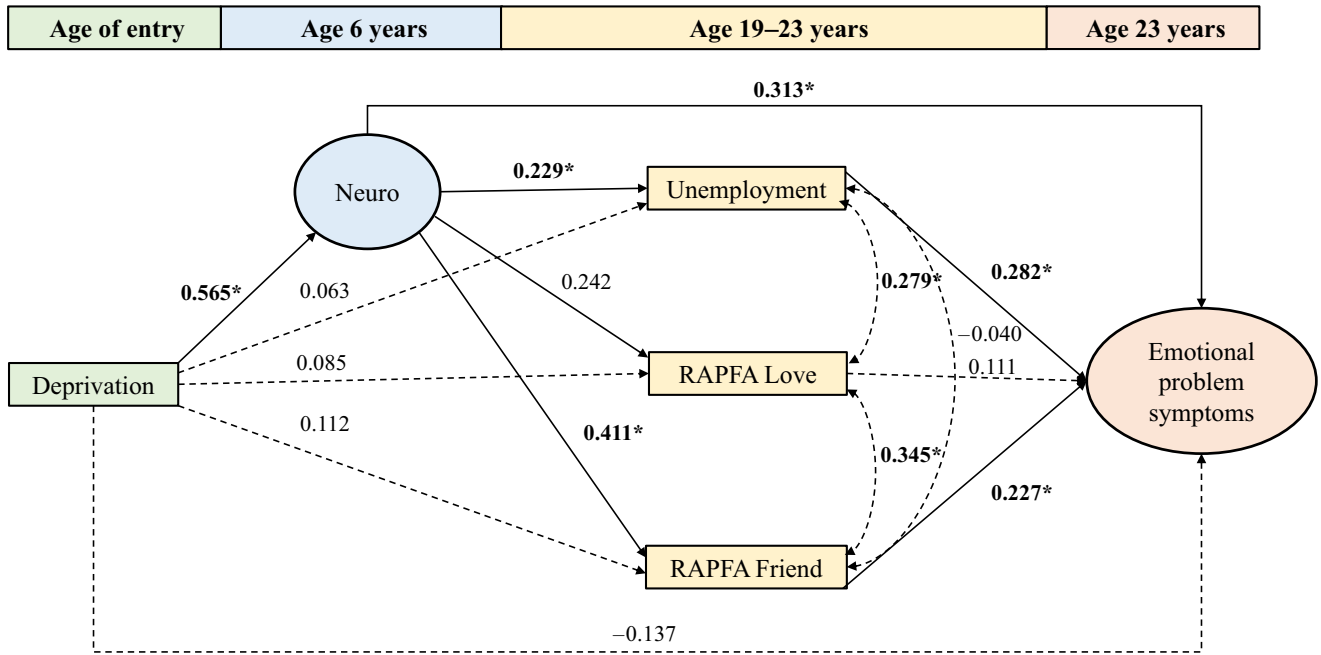 Age of entry
Age 6 years
Age 19–23 years
Age 23 years
0.313*
Neuro
0.229*
Unemployment
0.565*
0.063
0.242
0.279*
0.282*
−0.040
0.085
0.111
Deprivation
RAPFA Love
Emotional
problem
symptoms
0.112
0.411*
0.345*
0.227*
RAPFA Friend
−0.137